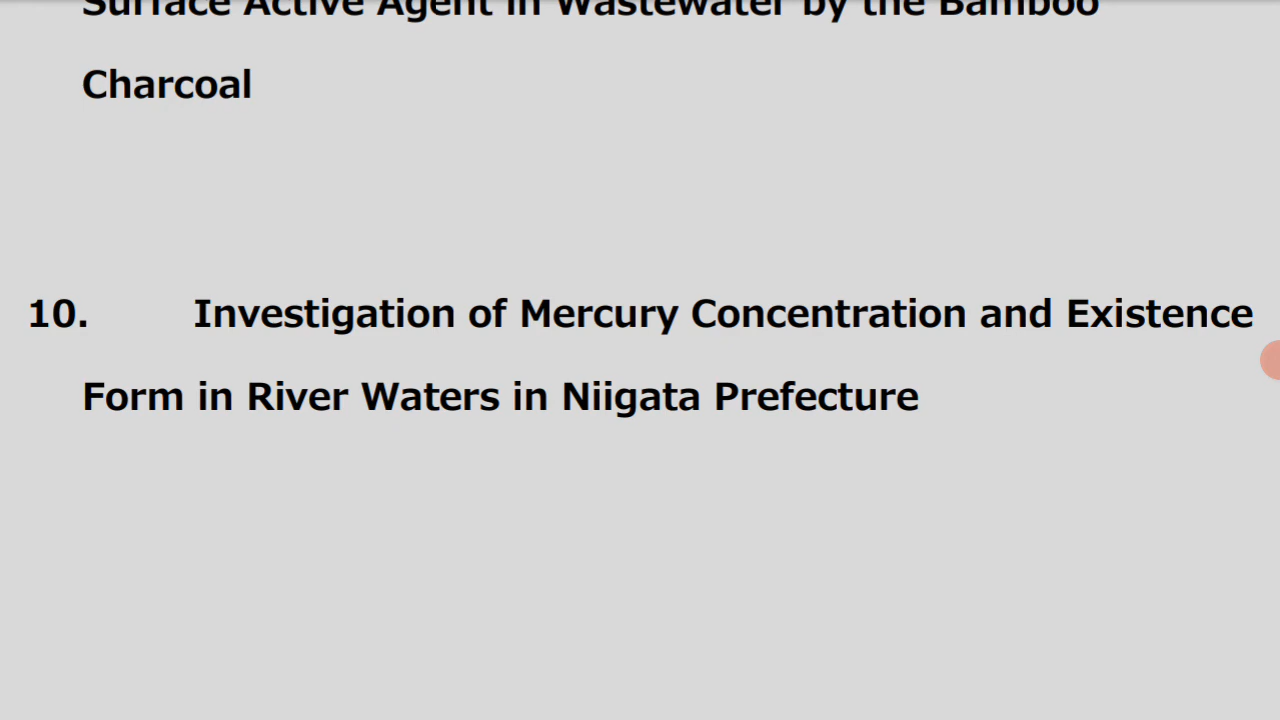 Surface Active Agent in Wastewater by the Bamboo
Charcoal
10. Investigation of Mercury Concentration and Existence
Form in River Waters in Niigata Prefecture